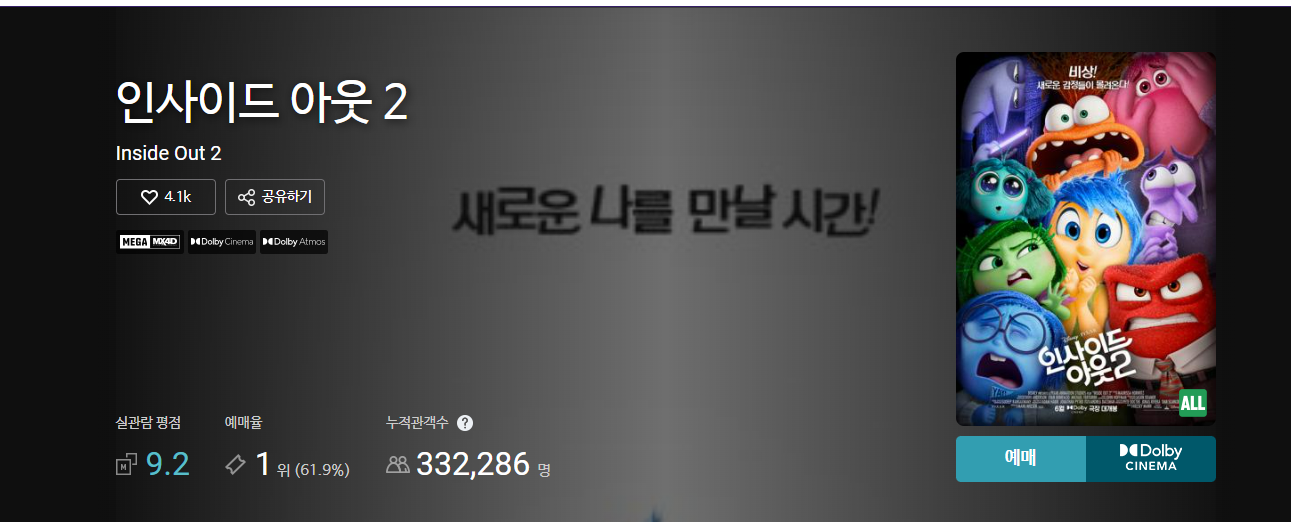 인사이드 아웃 2
Inside Out 2
4.1k 공유하기
MEGA MX4D Dolby Cinema Dolby Atmos
새로운 나를 만날 시간!
실관람 평점 예매율 누적관객수 ?
M 9.2 1 위 (61.9%) 332,286 명
비상!
새로운 감정들이 몰려온다!
Disney PIXAR
인사이드
아웃2
6월 Dolby 극장 대개봉
ALL
예매 Dolby
CINEMA